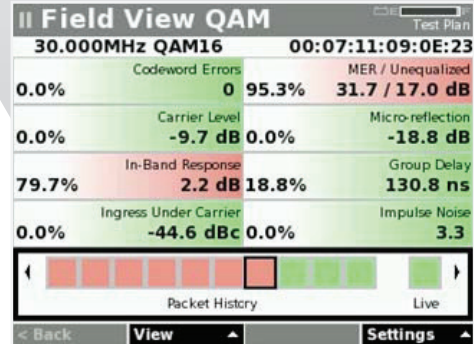 Field View QAM
E F
Test Plan
30.000MHz QAM16 00:07:11:09:0E:23
Codeword Errors MER / Unequalized
0.0% 0 95.3% 31.7 / 17.0 dB
Carrier Level Micro-reflection
0.0% -9.7 dB 0.0% -18.8 dB
In-Band Response Group Delay
79.7% 2.2 dB 18.8% 130.8 ns
Ingress Under Carrier Impulse Noise
0.0% -44.6 dBc 0.0% 3.3
Packet History Live
< Back View Settings